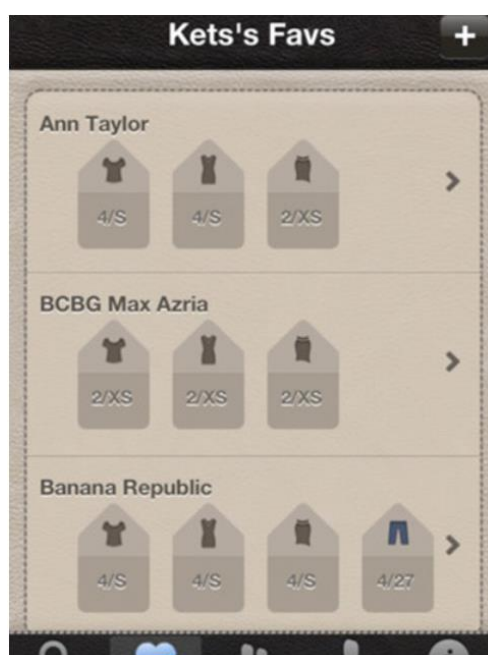 Kets's Favs +
Ann Taylor
4/S 4/S 2/XS
BCBG Max Azria
2/XS 2/XS 2/XS
Banana Republic
4/S 4/S 4/S 4/27